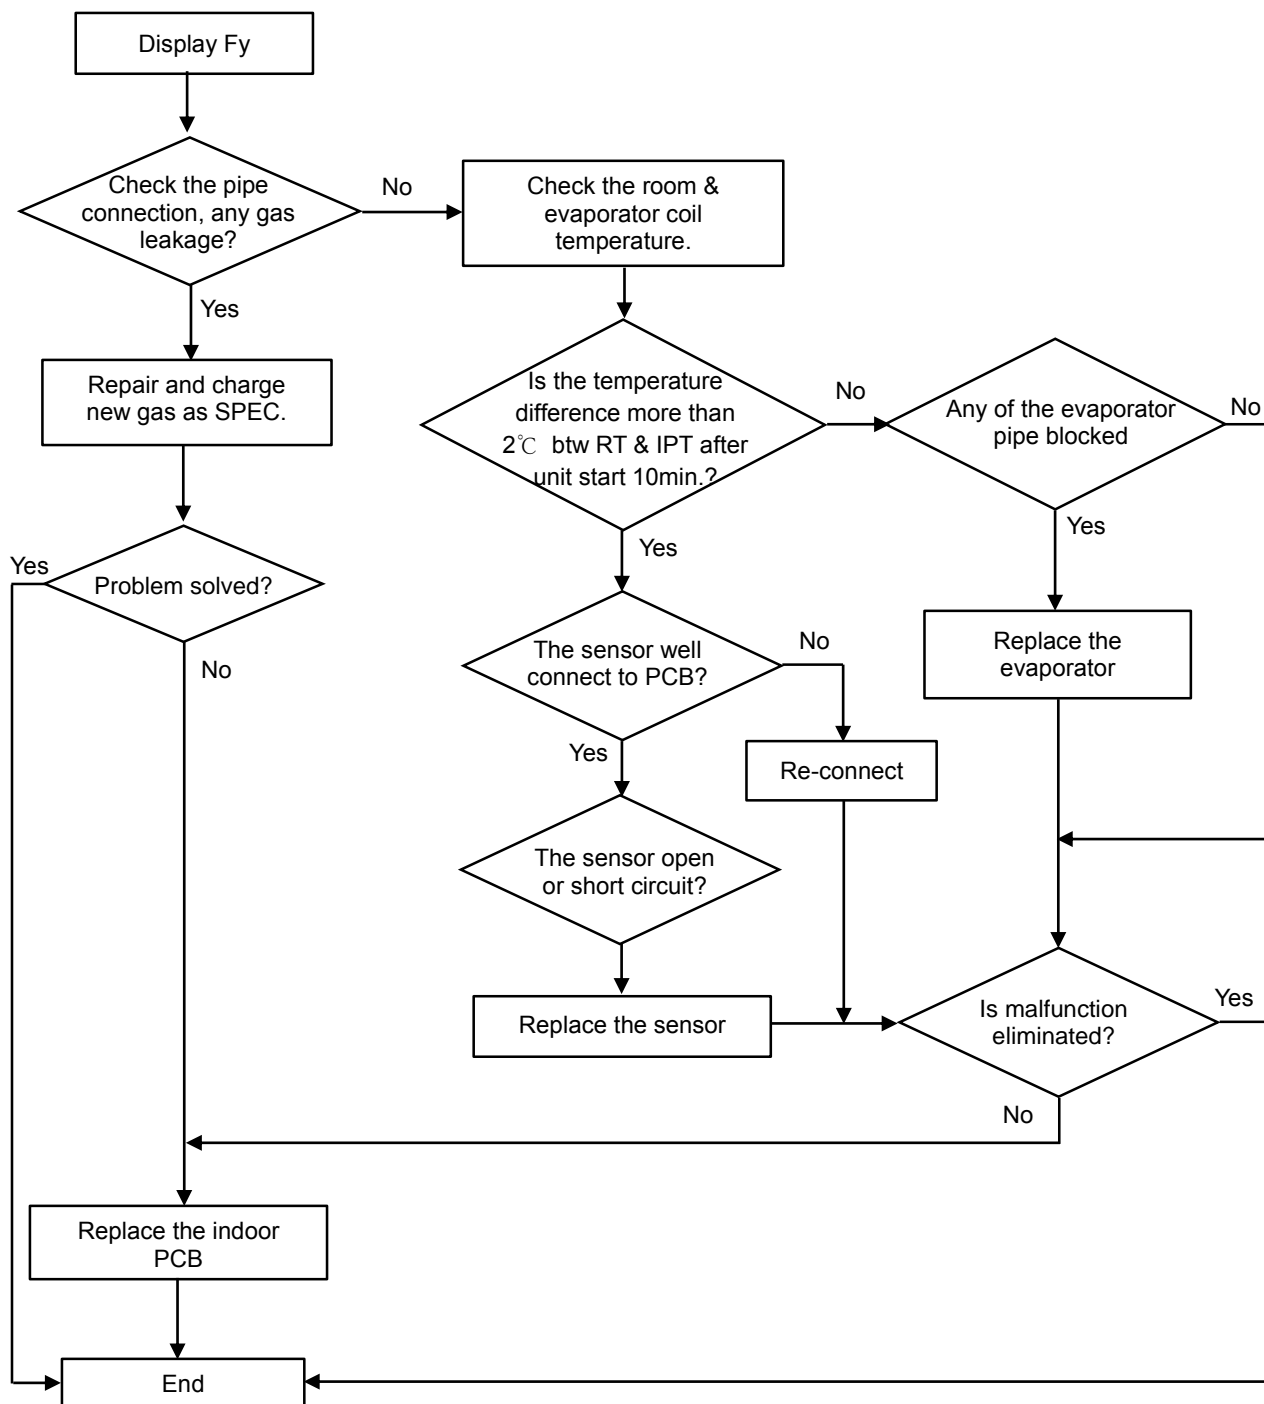 Display Fy
Check the pipe
connection, any gas
leakage?
No
Check the room &
evaporator coil
temperature.
Yes
Repair and charge
new gas as SPEC.
Is the temperature
difference more than
2℃ btw RT & IPT after
unit start 10min.?
No
Any of the evaporator
pipe blocked
No
Yes
Problem solved?
No
Yes
Yes
The sensor well
connect to PCB?
No
Replace the
evaporator
Yes
Re-connect
The sensor open
or short circuit?
Replace the sensor
Is malfunction
eliminated?
Yes
No
Replace the indoor
PCB
End